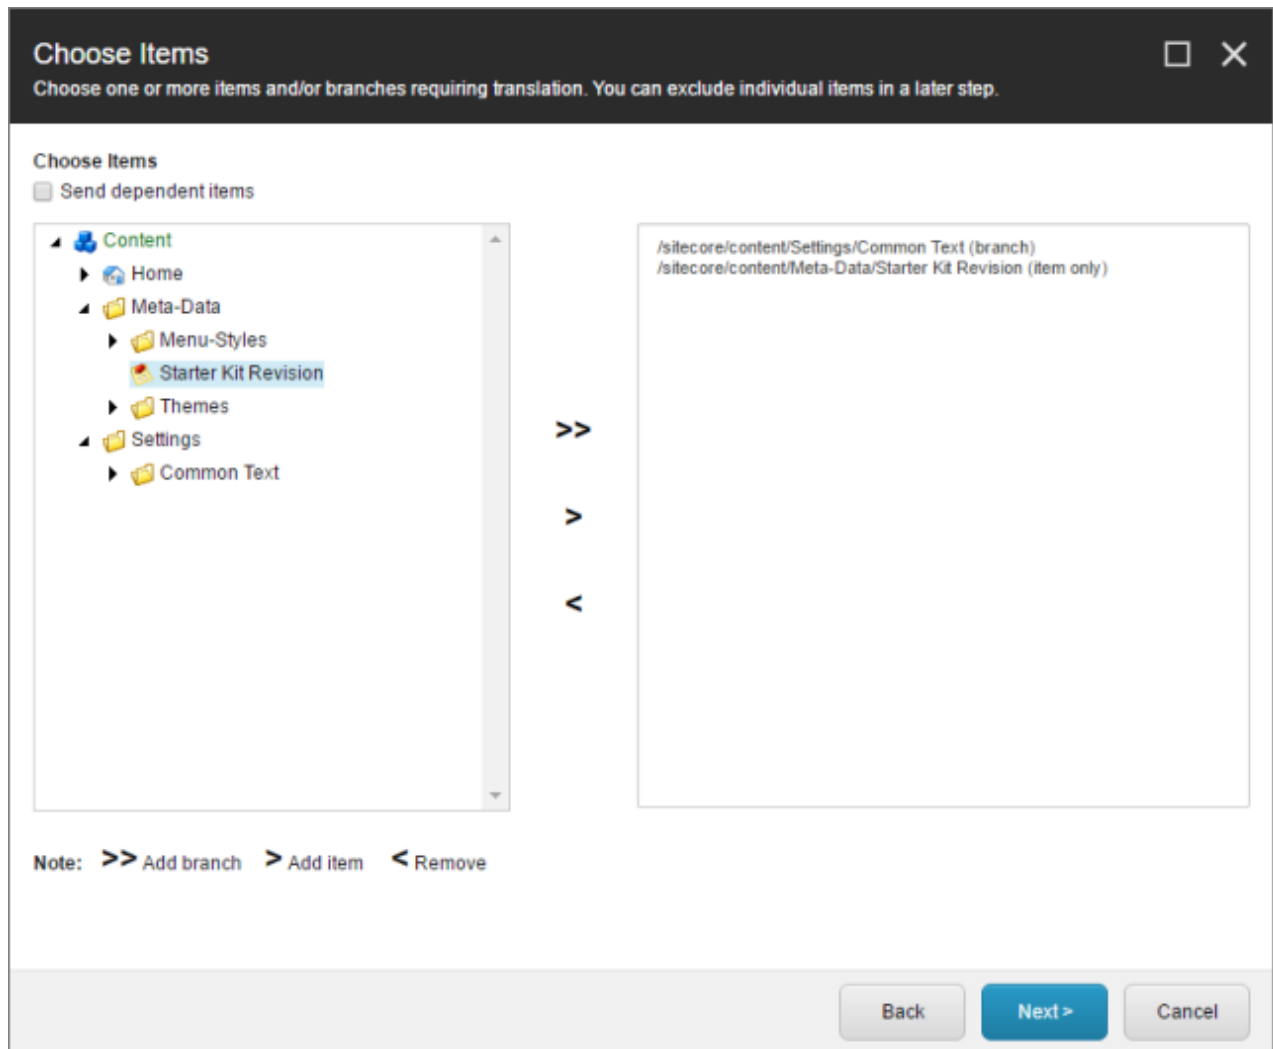 Choose Items
Choose one or more items and/or branches requiring translation. You can exclude individual items in a later step.
Choose Items
Send dependent items
Content
Home
Meta-Data
Menu-Styles
Starter Kit Revision
Themes
Settings
Common Text
>>
>
<
/sitecore/content/Settings/Common Text (branch)
/sitecore/content/Meta-Data/Starter Kit Revision (item only)
Note: >> Add branch > Add item < Remove
Back Next > Cancel